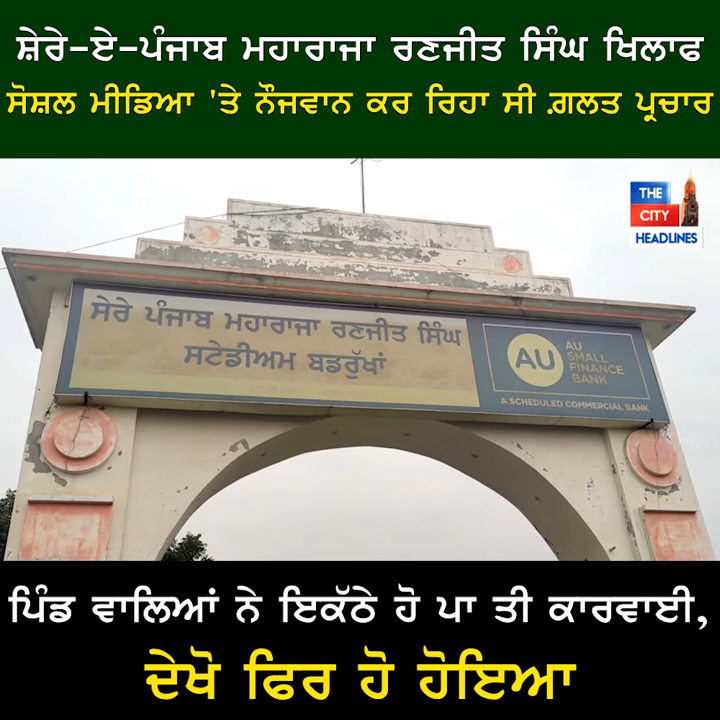 ਸ਼ੇਰੇ-ਏ-ਪੰਜਾਬ ਮਹਾਰਾਜਾ ਰਣਜੀਤ ਸਿੰਘ ਖਿਲਾਫ
ਸੋਸ਼ਲ ਮੀਡਿਆ 'ਤੇ ਨੌਜਵਾਨ ਕਰ ਰਿਹਾ ਸੀ ਗ਼ਲਤ ਪ੍ਰਚਾਰ
THE
CITY
HEADLINES
ਸੇਰੇ ਪੰਜਾਬ ਮਹਾਰਾਜਾ ਰਣਜੀਤ ਸਿੰਘ
ਸਟੇਡੀਅਮ ਬਡਰੁੱਖਾਂ
AU
AU
SMALL
FINANCE
BANK
A SCHEDULED COMMERCIAL BANK
ਪਿੰਡ ਵਾਲਿਆਂ ਨੇ ਇਕੱਠੇ ਹੋ ਪਾ ਤੀ ਕਾਰਵਾਈ,
ਦੇਖੋ ਫਿਰ ਹੋ ਹੋਇਆ